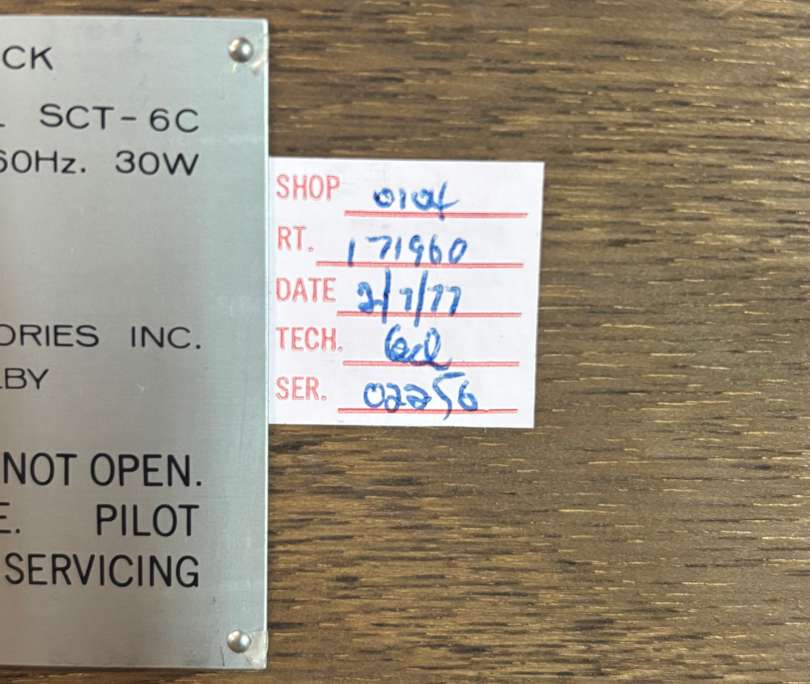 CK
SCT-6C
60Hz. 30W
ORIES INC.
LBY
NOT OPEN.
E. PILOT
SERVICING
SHOP 0104
RT. 171960
DATE 2/7/77
TECH.
SER. 02256